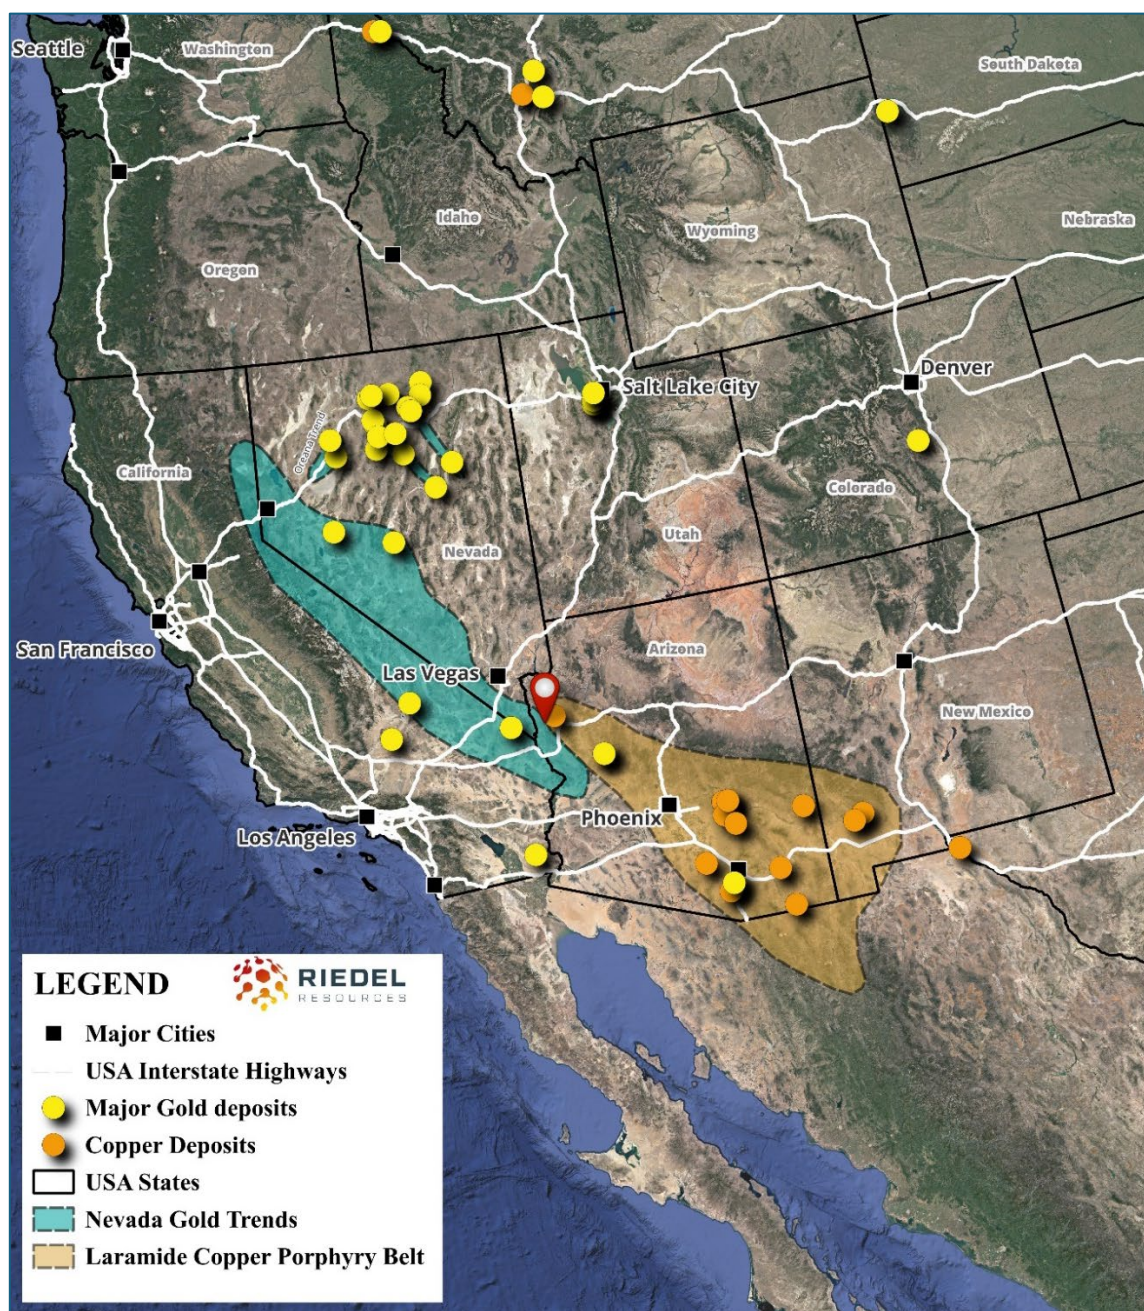 Seattle
Washington
South Dakota
Idaho
Wyoming
Nebraska
Oregon
Salt Lake City
Denver
Oreana Trend
California
Colorado
Utah
Nevada
San Francisco
Arizona
Las Vegas
New Mexico
Phoenix
Los Angeles
LEGEND
RIEDEL
RESOURCES
Major Cities
USA Interstate Highways
Major Gold deposits
Copper Deposits
USA States
Nevada Gold Trends
Laramide Copper Porphyry Belt